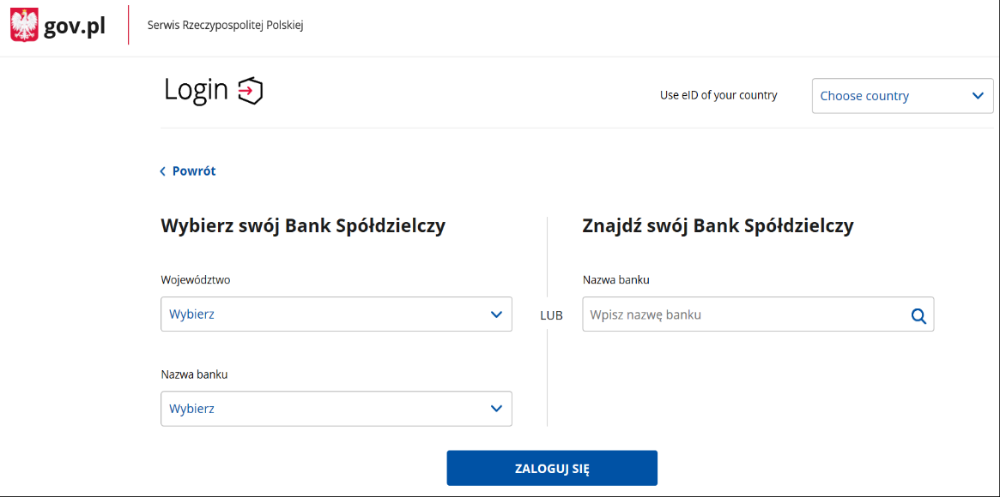 gov.pl
Serwis Rzeczypospolitej Polskiej
Login
Use eID of your country
Choose country
Powrót
Wybierz swój Bank Spółdzielczy
Województwo
Wybierz
Nazwa banku
Wybierz
LUB
Znajdź swój Bank Spółdzielczy
Nazwa banku
Wpisz nazwę banku
ZALOGUJ SIĘ